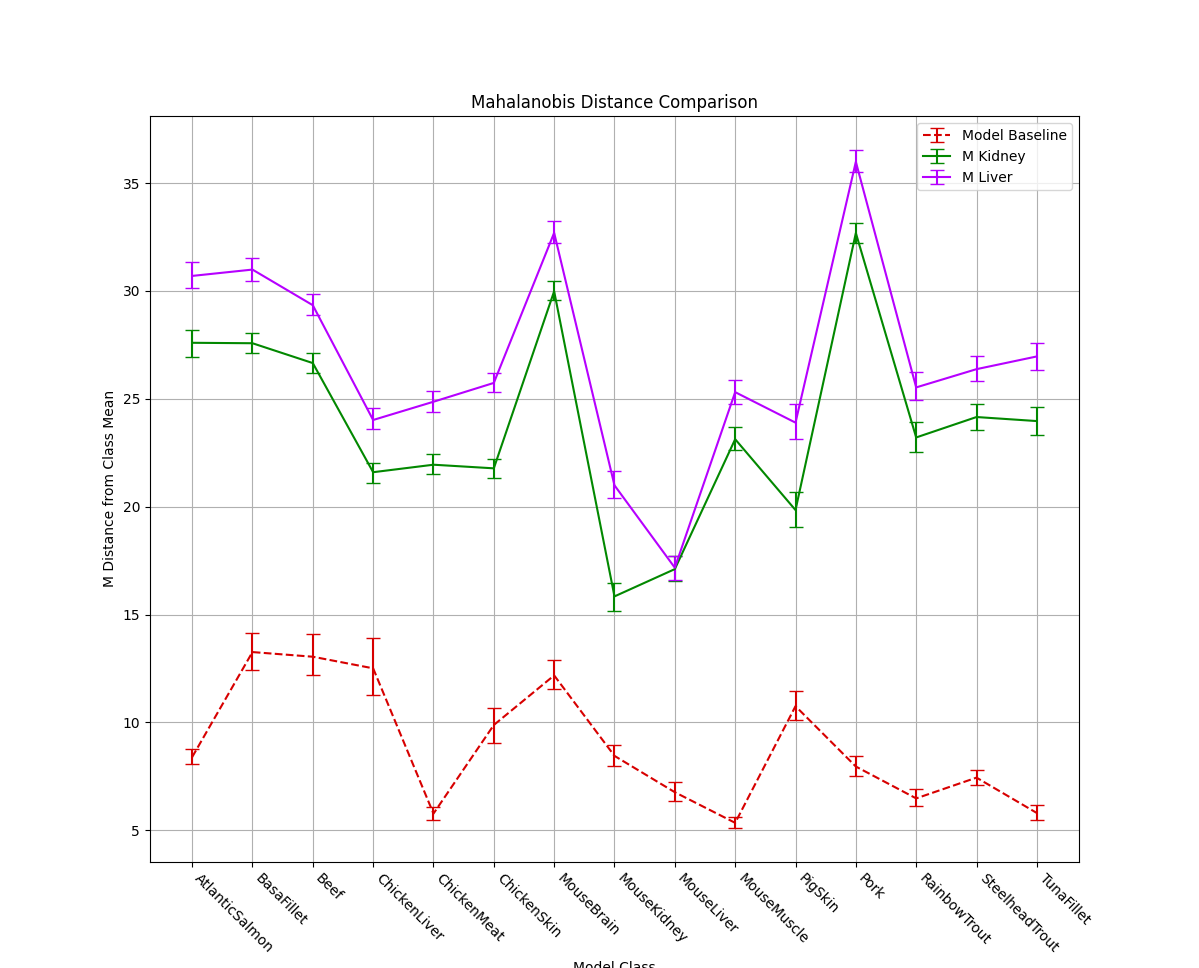 Mahalanobis Distance Comparison
Model Baseline
M Kidney
M Liver
M Distance from Class Mean
35
30
25
20
15
10
5
AtlanticSalmon
BasaFillet
Beef
ChickenLiver
ChickenMeat
ChickenSkin
MouseBrain
MouseKidney
MouseLiver
MouseMuscle
PigSkin
Pork
RainbowTrout
SteelheadTrout
TunaFillet
Model Class